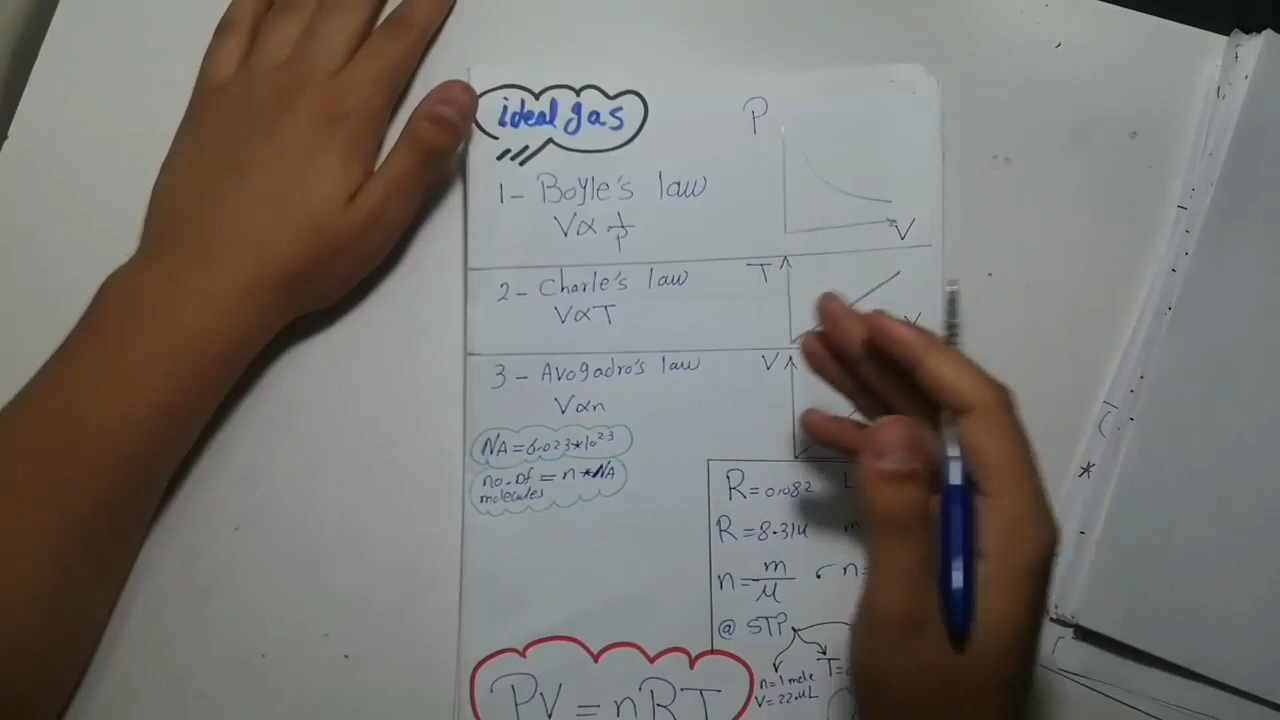 ideal gas
P
1- Boyle's law
V∝ 1/P
V
2- Charle's law
T
V∝T
V
3- Avogadro's law
V
V∝n
NA=6.023*10^23
no. of = n*NA
molecules
R=0.082 L
R=8.314
n= m/M n=
@ STP
n=1 mole
T=
V=22.4L
PV=nRT